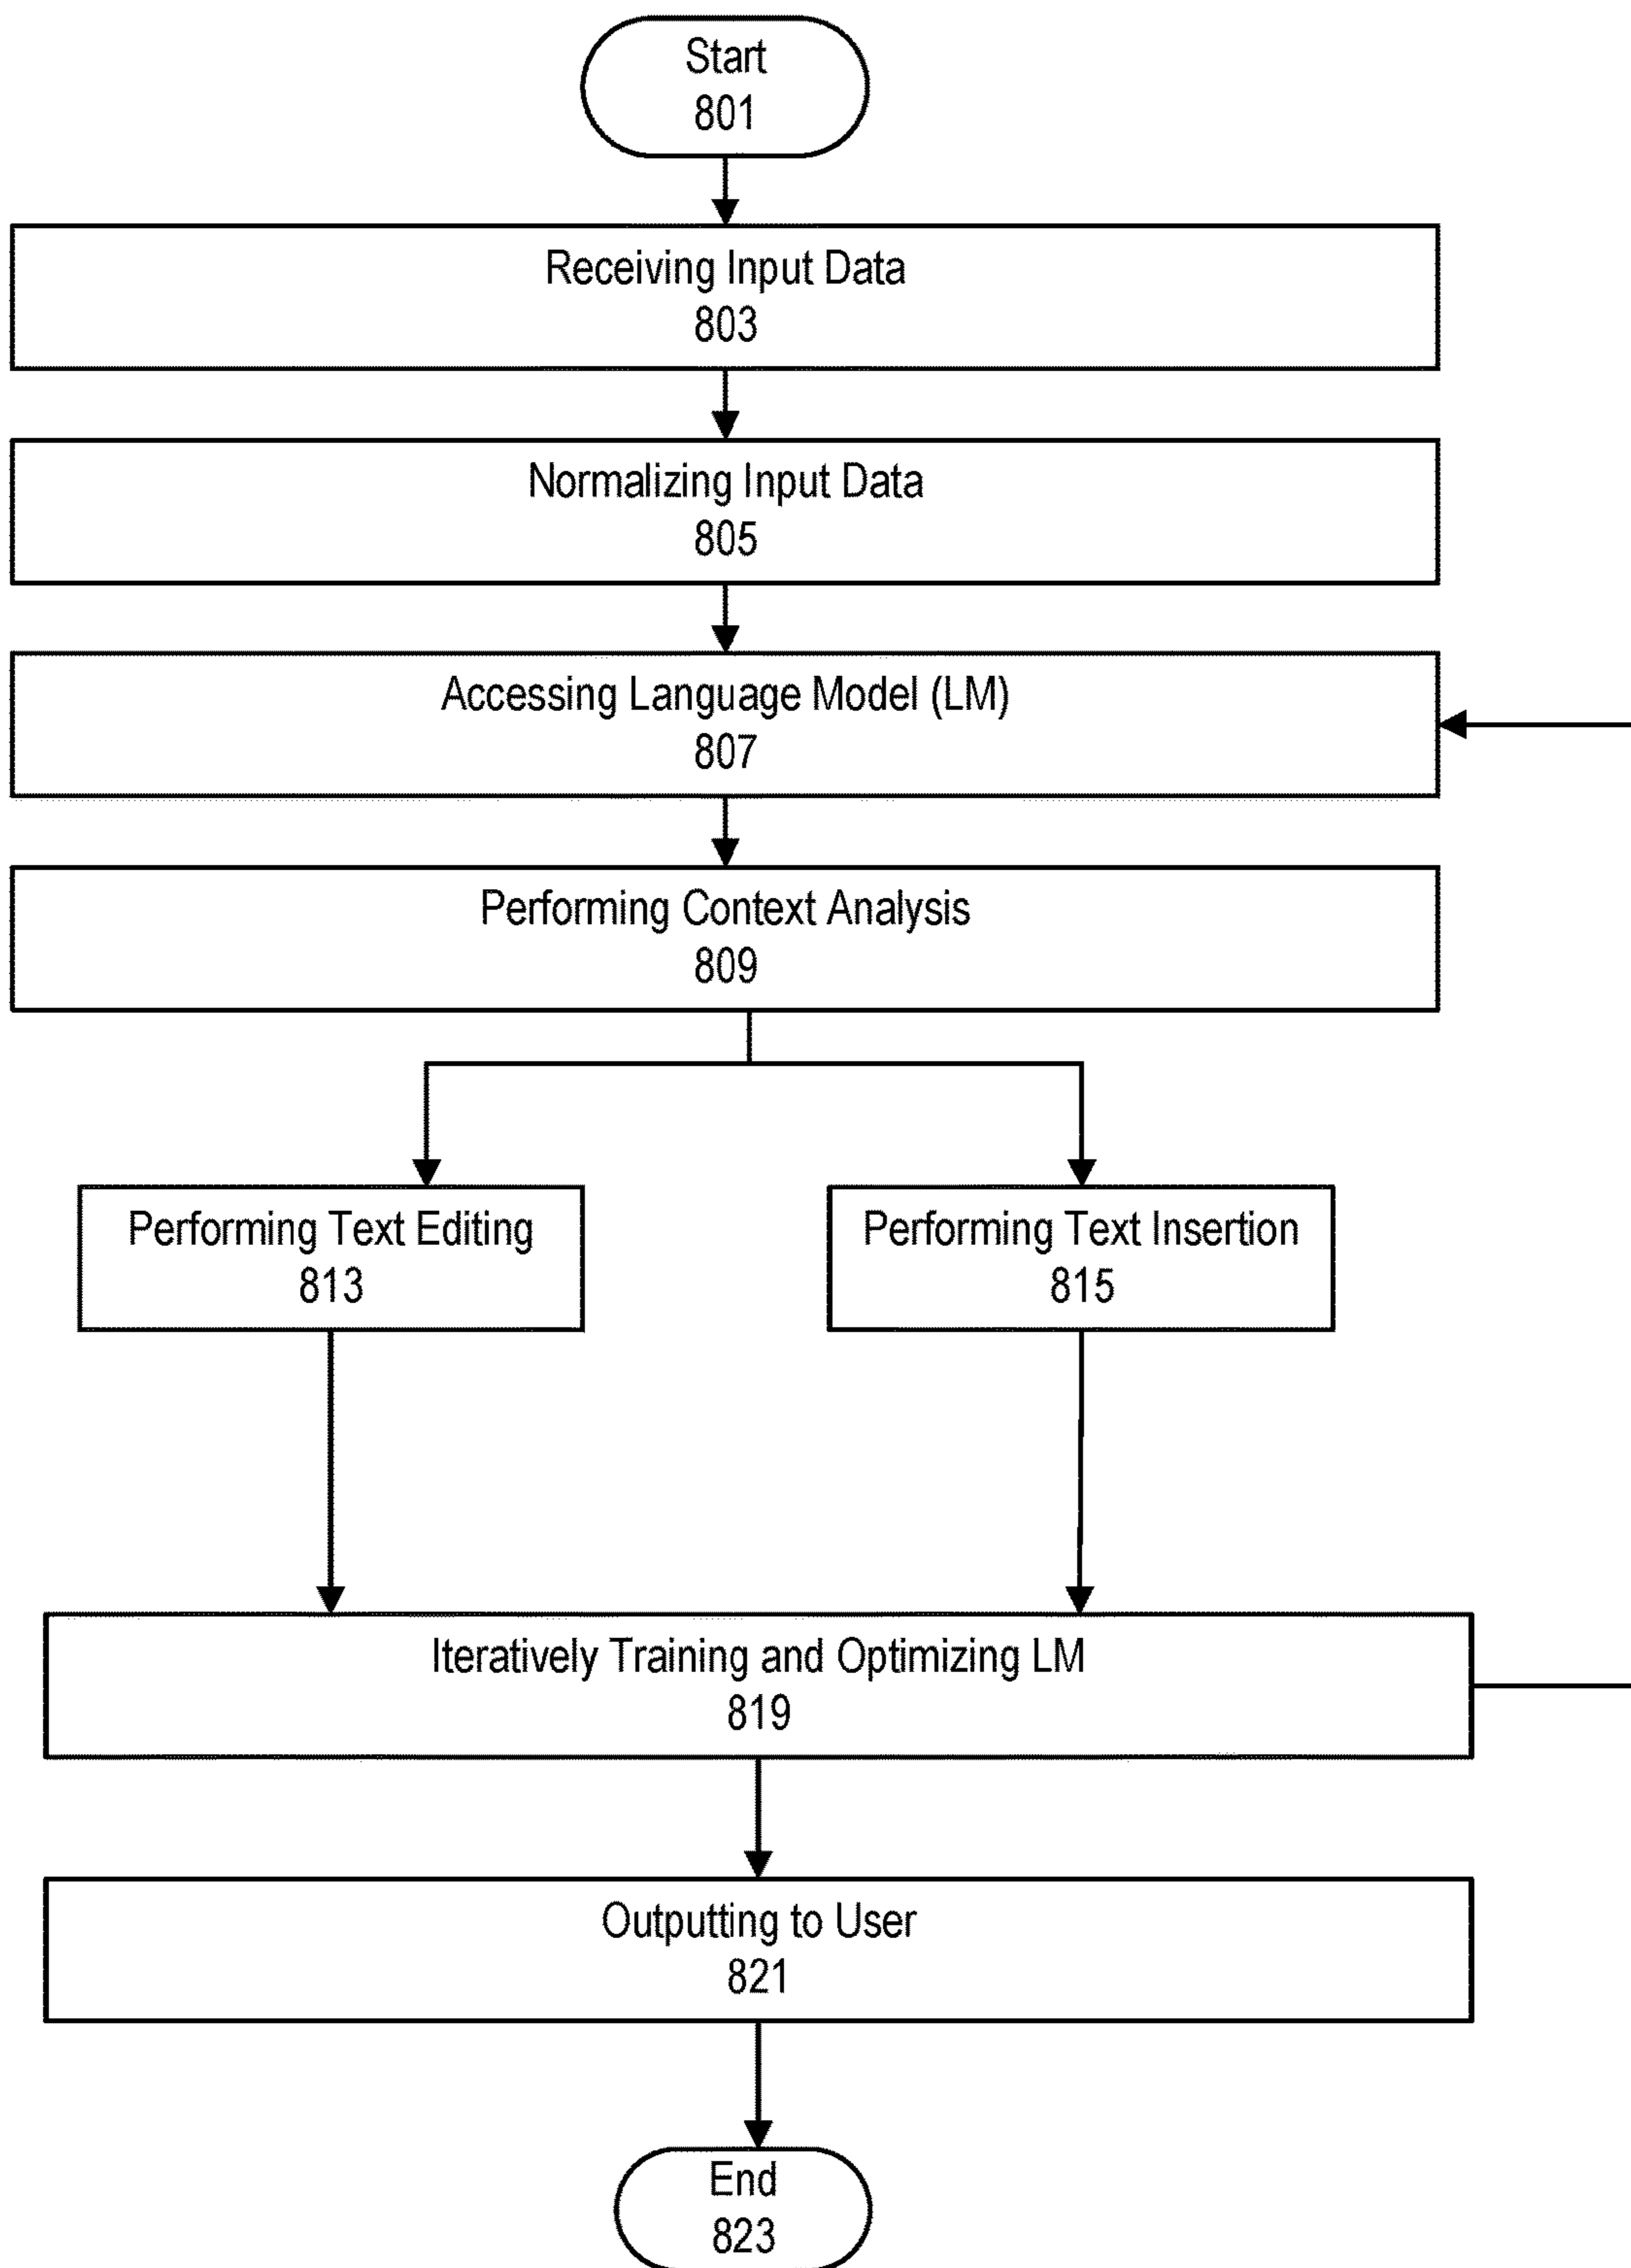 Start
801
Receiving Input Data
803
Normalizing Input Data
805
Accessing Language Model (LM)
807
Performing Context Analysis
809
Performing Text Editing
813
Performing Text Insertion
815
Iteratively Training and Optimizing LM
819
Outputting to User
821
End
823